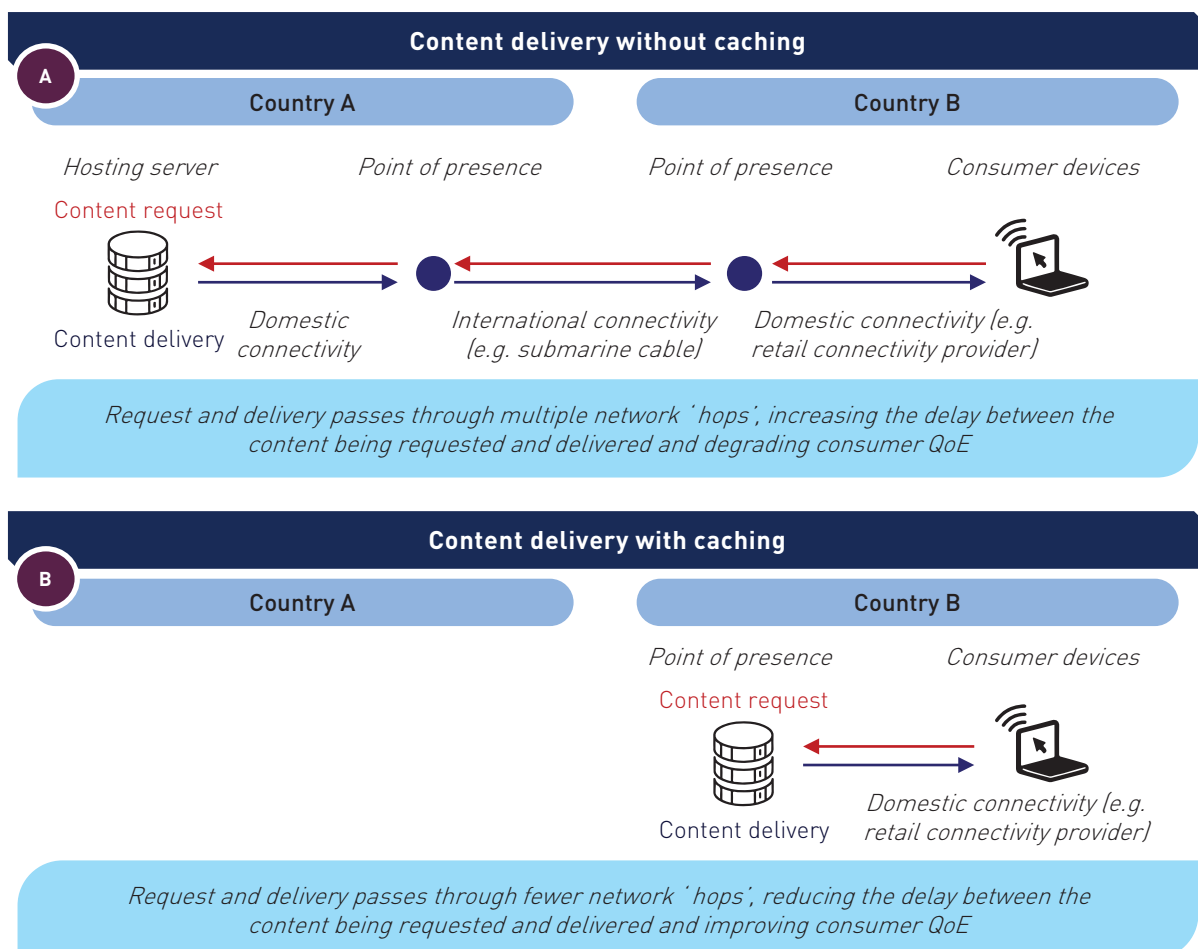 Content delivery without caching
A
Country A
Country B
Hosting server
Point of presence
Point of presence
Consumer devices
Content request
Content delivery
Domestic
connectivity
International connectivity
(e.g. submarine cable)
Domestic connectivity (e.g.
retail connectivity provider)
Request and delivery passes through multiple network ‘hops’, increasing the delay between the
content being requested and delivered and degrading consumer QoE
Content delivery with caching
B
Country A
Country B
Point of presence
Consumer devices
Content request
Content delivery
Domestic connectivity (e.g.
retail connectivity provider)
Request and delivery passes through fewer network ‘hops’, reducing the delay between the
content being requested and delivered and improving consumer QoE